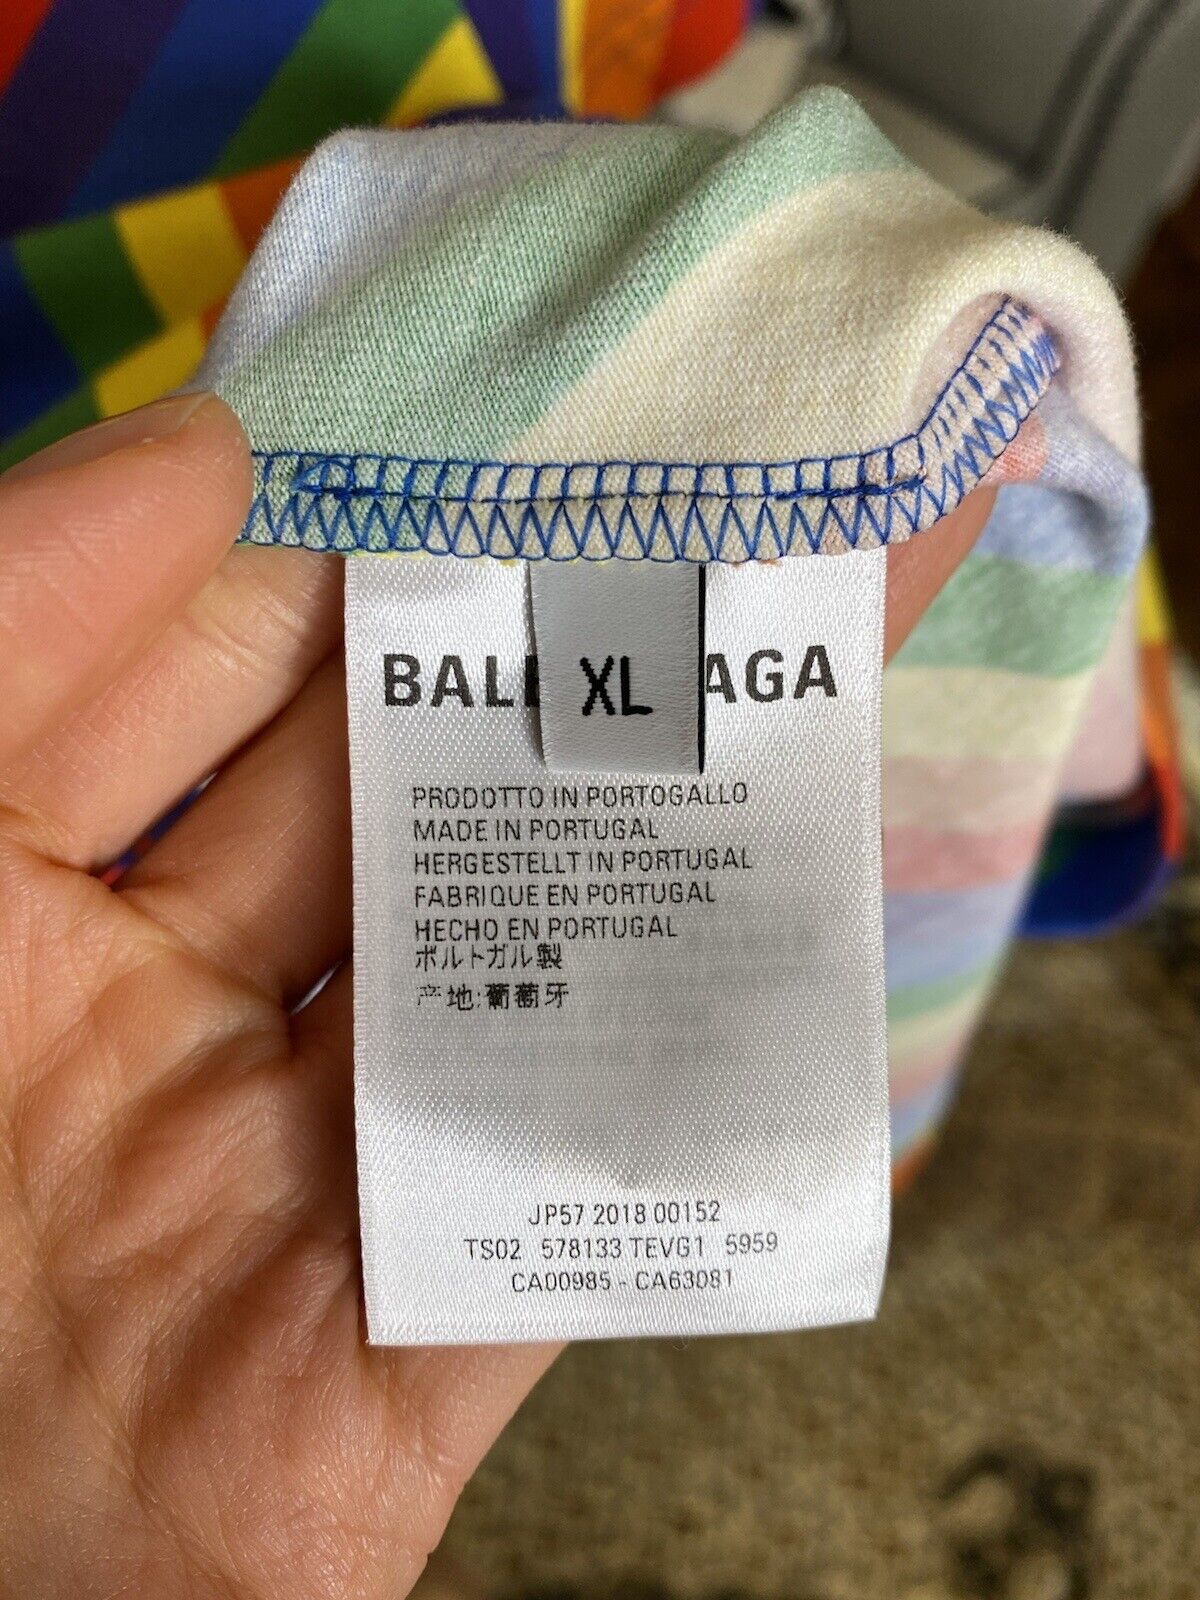 BALE AGA
XL
PRODOTTO IN PORTOGALLO
MADE IN PORTUGAL
HERGESTELLT IN PORTUGAL
FABRIQUE EN PORTUGAL
HECHO EN PORTUGAL
ポルトガル製
产地:葡萄牙
JP57 2018 00152
TS02 578133 TEVG1 5959
CA00985 - CA63081